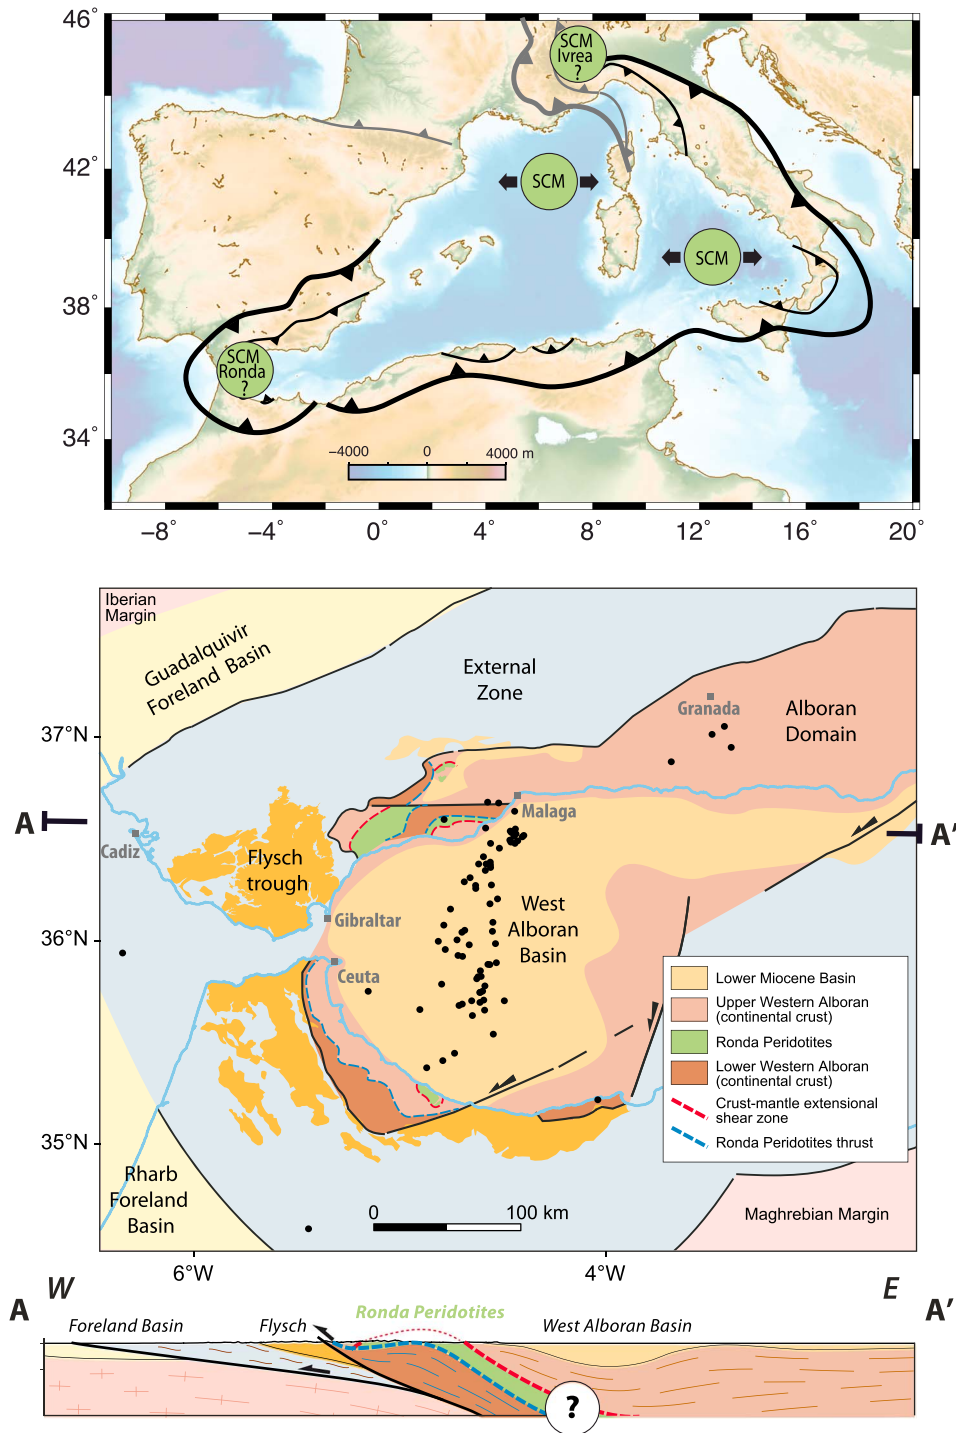 46°
SCM
Ivrea
?
42°
SCM
SCM
38°
SCM
Ronda
?
34°
−4000
0
4000 m
−8°
−4°
0°
4°
8°
12°
16°
20°
Iberian
Margin
Guadalquivir
Foreland Basin
External
Zone
Granada
Alboran
Domain
37°N
A
A'
Malaga
Cadiz
Flysch
trough
West
Alboran
Basin
Gibraltar
36°N
Ceuta
Lower Miocene Basin
Upper Western Alboran
(continental crust)
Ronda Peridotites
Lower Western Alboran
(continental crust)
Crust-mantle extensional
shear zone
Ronda Peridotites thrust
35°N
Rharb
Foreland
Basin
0
100 km
Maghrebian Margin
6°W
4°W
W
E
A
A'
Ronda Peridotites
Foreland Basin
Flysch
West Alboran Basin
?